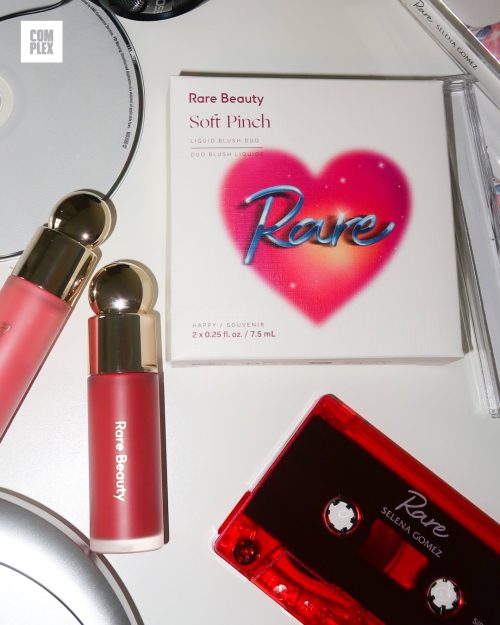 COM
PLEX
Rare
SELENA GOMEZ
Rare Beauty
Soft Pinch
LIQUID BLUSH DUO
DUO BLUSH LIQUIDE
Rare
HAPPY / SOUVENIR
2 x 0.25 fl. oz. / 7.5 mL
Rare Beauty
Rare
SELENA GOMEZ